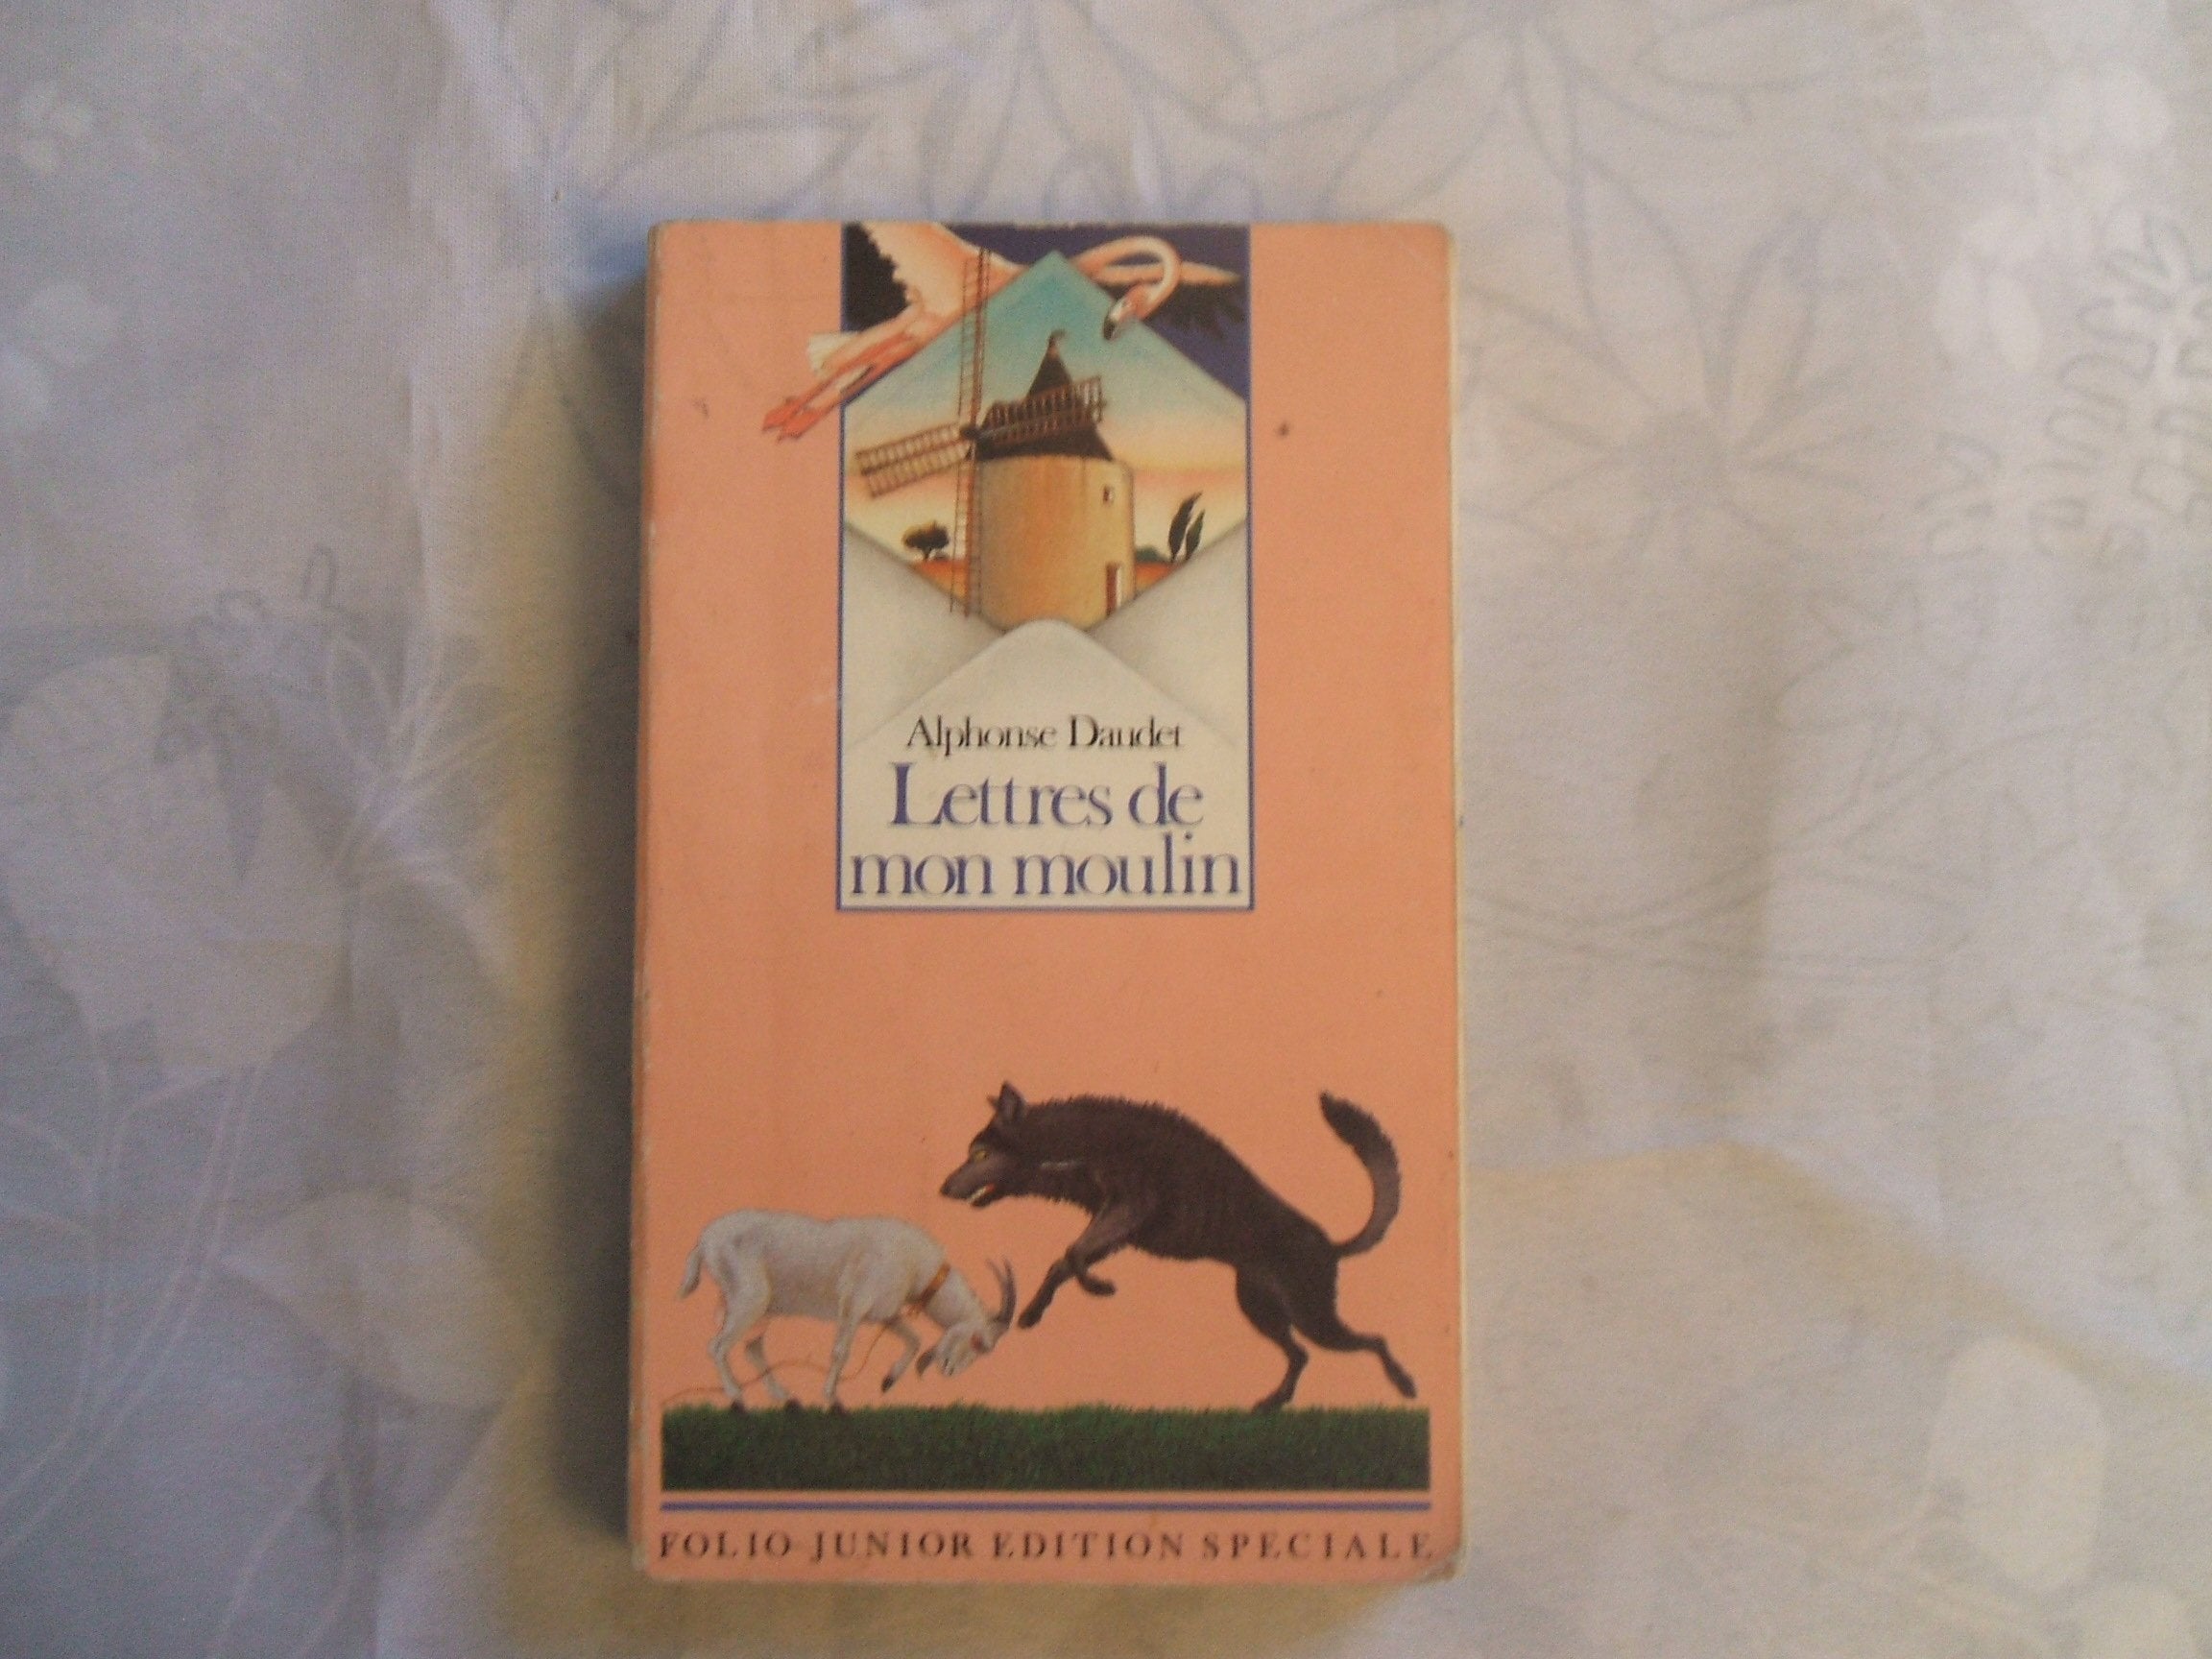 Alphonse Daudet
Lettres de
mon moulin
FOLIO JUNIOR EDITION SPECIALE